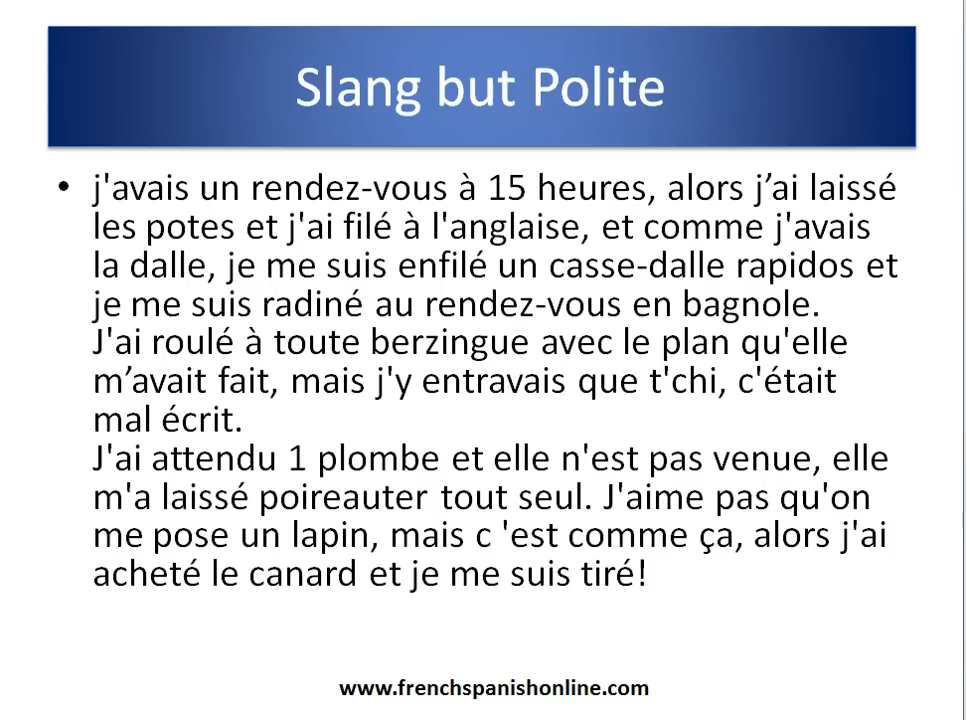 Slang but Polite
• j'avais un rendez-vous à 15 heures, alors j’ai laissé
les potes et j'ai filé à l'anglaise, et comme j'avais
la dalle, je me suis enfilé un casse-dalle rapidos et
je me suis radiné au rendez-vous en bagnole.
J'ai roulé à toute berzingue avec le plan qu'elle
m’avait fait, mais j'y entravais que t'chi, c'était
mal écrit.
J'ai attendu 1 plombe et elle n'est pas venue, elle
m'a laissé poireauter tout seul. J'aime pas qu'on
me pose un lapin, mais c 'est comme ça, alors j'ai
acheté le canard et je me suis tiré!
www.frenchspanishonline.com